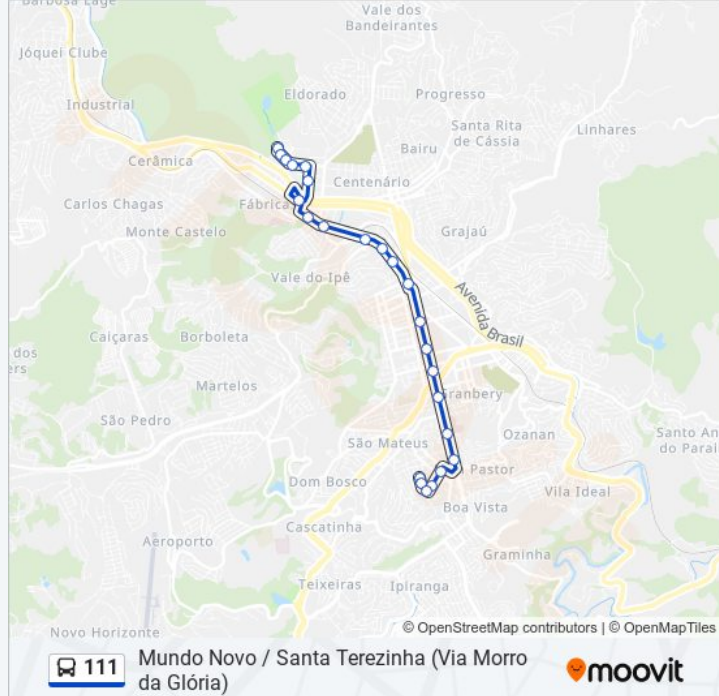 Barbosa Lage
Vale dos
Bandeirantes
Jóquei Clube
Eldorado
Progresso
Industrial
Santa Rita
de Cássia
Linhares
Bairu
Cerâmica
Centenário
Carlos Chagas
Fábrica
Monte Castelo
Grajaú
Vale do Ipê
Avenida Brasil
Caiçaras
Borboleta
dos
ers
Martelos
Granbery
São Pedro
Ozanan
Santo An
do Parai
São Mateus
Pastor
Dom Bosco
Vila Ideal
Boa Vista
Cascatinha
Aeroporto
Graminha
Teixeiras
Ipiranga
Novo Horizonte
© OpenStreetMap contributors | © OpenMapTiles
111
Mundo Novo / Santa Terezinha (Via Morro
da Glória)
moovit